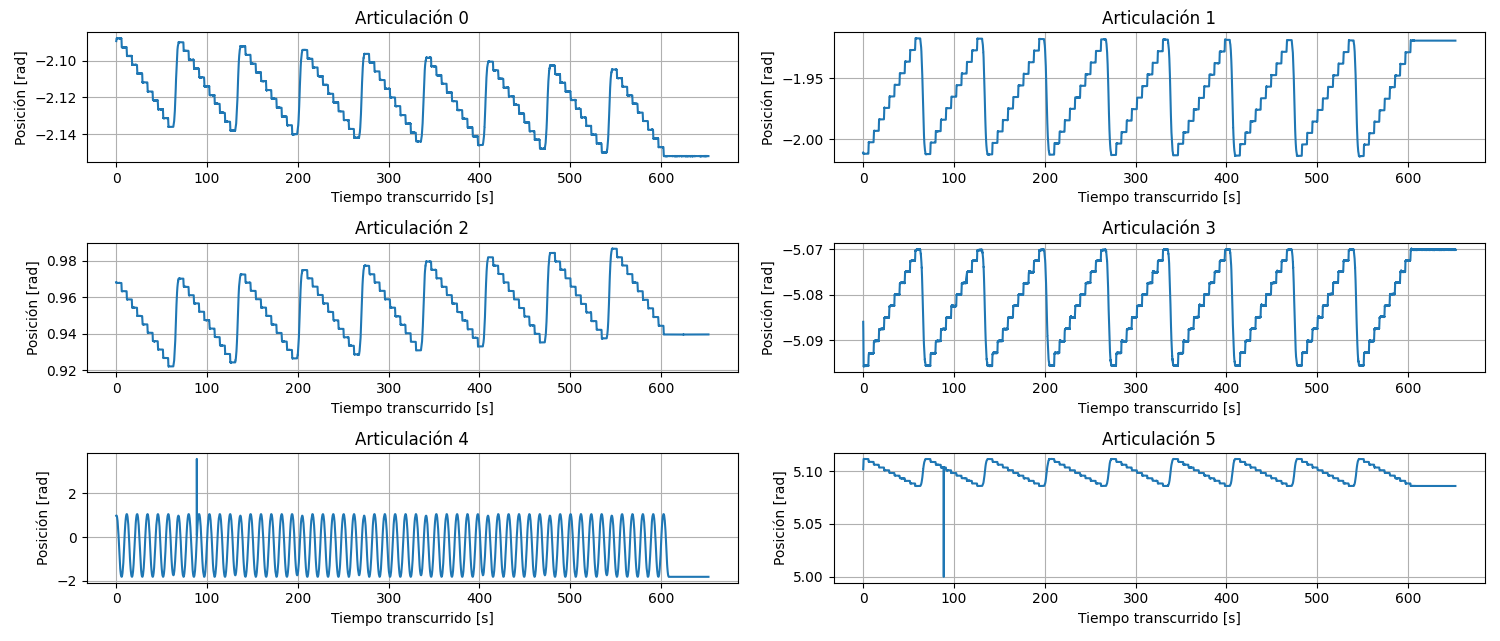 Articulación 0
Posición [rad]
−2.10
−2.12
−2.14
0 100 200 300 400 500 600
Tiempo transcurrido [s]
Articulación 1
Posición [rad]
−1.95
−2.00
0 100 200 300 400 500 600
Tiempo transcurrido [s]
Articulación 2
Posición [rad]
0.98
0.96
0.94
0.92
0 100 200 300 400 500 600
Tiempo transcurrido [s]
Articulación 3
Posición [rad]
−5.07
−5.08
−5.09
0 100 200 300 400 500 600
Tiempo transcurrido [s]
Articulación 4
Posición [rad]
2
0
−2
0 100 200 300 400 500 600
Tiempo transcurrido [s]
Articulación 5
Posición [rad]
5.10
5.05
5.00
0 100 200 300 400 500 600
Tiempo transcurrido [s]